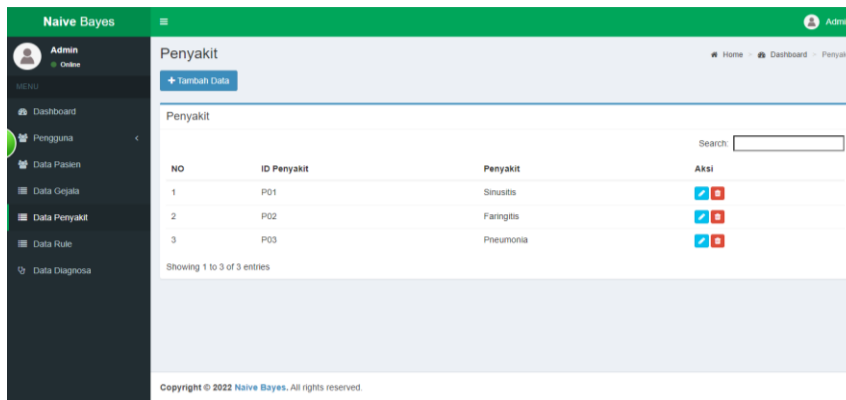 Naive Bayes
Admin
Online
MENU
Dashboard
Pengguna
Data Pasien
Data Gejala
Data Penyakit
Data Rule
Data Diagnosa
Penyakit
Home
Dashboard
+ Tambah Data
Penyakit
Search:
NO ID Penyakit Penyakit Aksi
1 P01 Sinusitis
2 P02 Faringitis
3 P03 Pneumonia
Showing 1 to 3 of 3 entries
Copyright © 2022 Naive Bayes. All rights reserved.